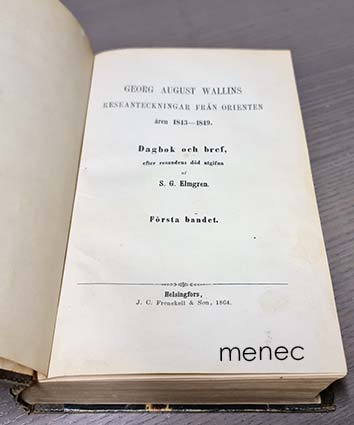 GEORG AUGUST WALLINS
RESEANTECKNINGAR FRÅN ORIENTEN
åren 1843—1849.
Dagbok och bref,
efter resandens död utgifna
af
S. G. Elmgren.
Första bandet.
Helsingfors,
J. C. Frenckell & Son, 1864.
menec